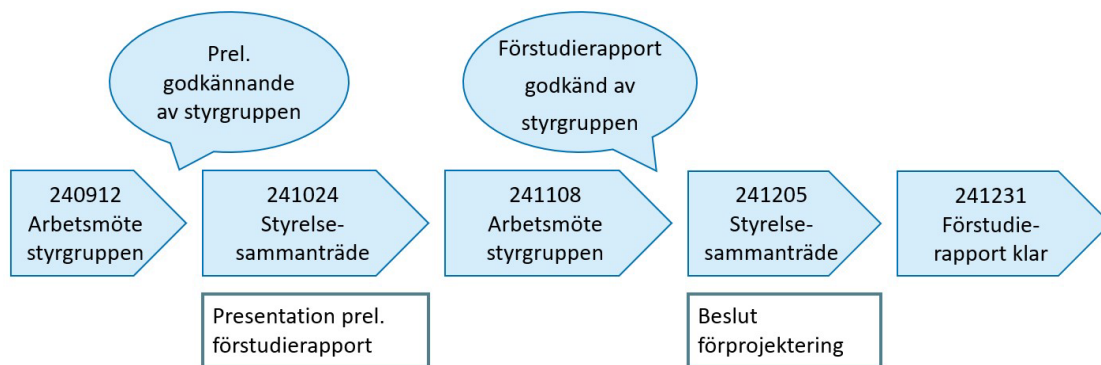 Prel.
godkännande
av styrgruppen
Förstudierapport
godkänd av
styrgruppen
240912
Arbetsmöte
styrgruppen
241024
Styrelse-
sammanträde
241108
Arbetsmöte
styrgruppen
241205
Styrelse-
sammanträde
241231
Förstudie-
rapport klar
Presentation prel.
förstudierapport
Beslut
förprojektering